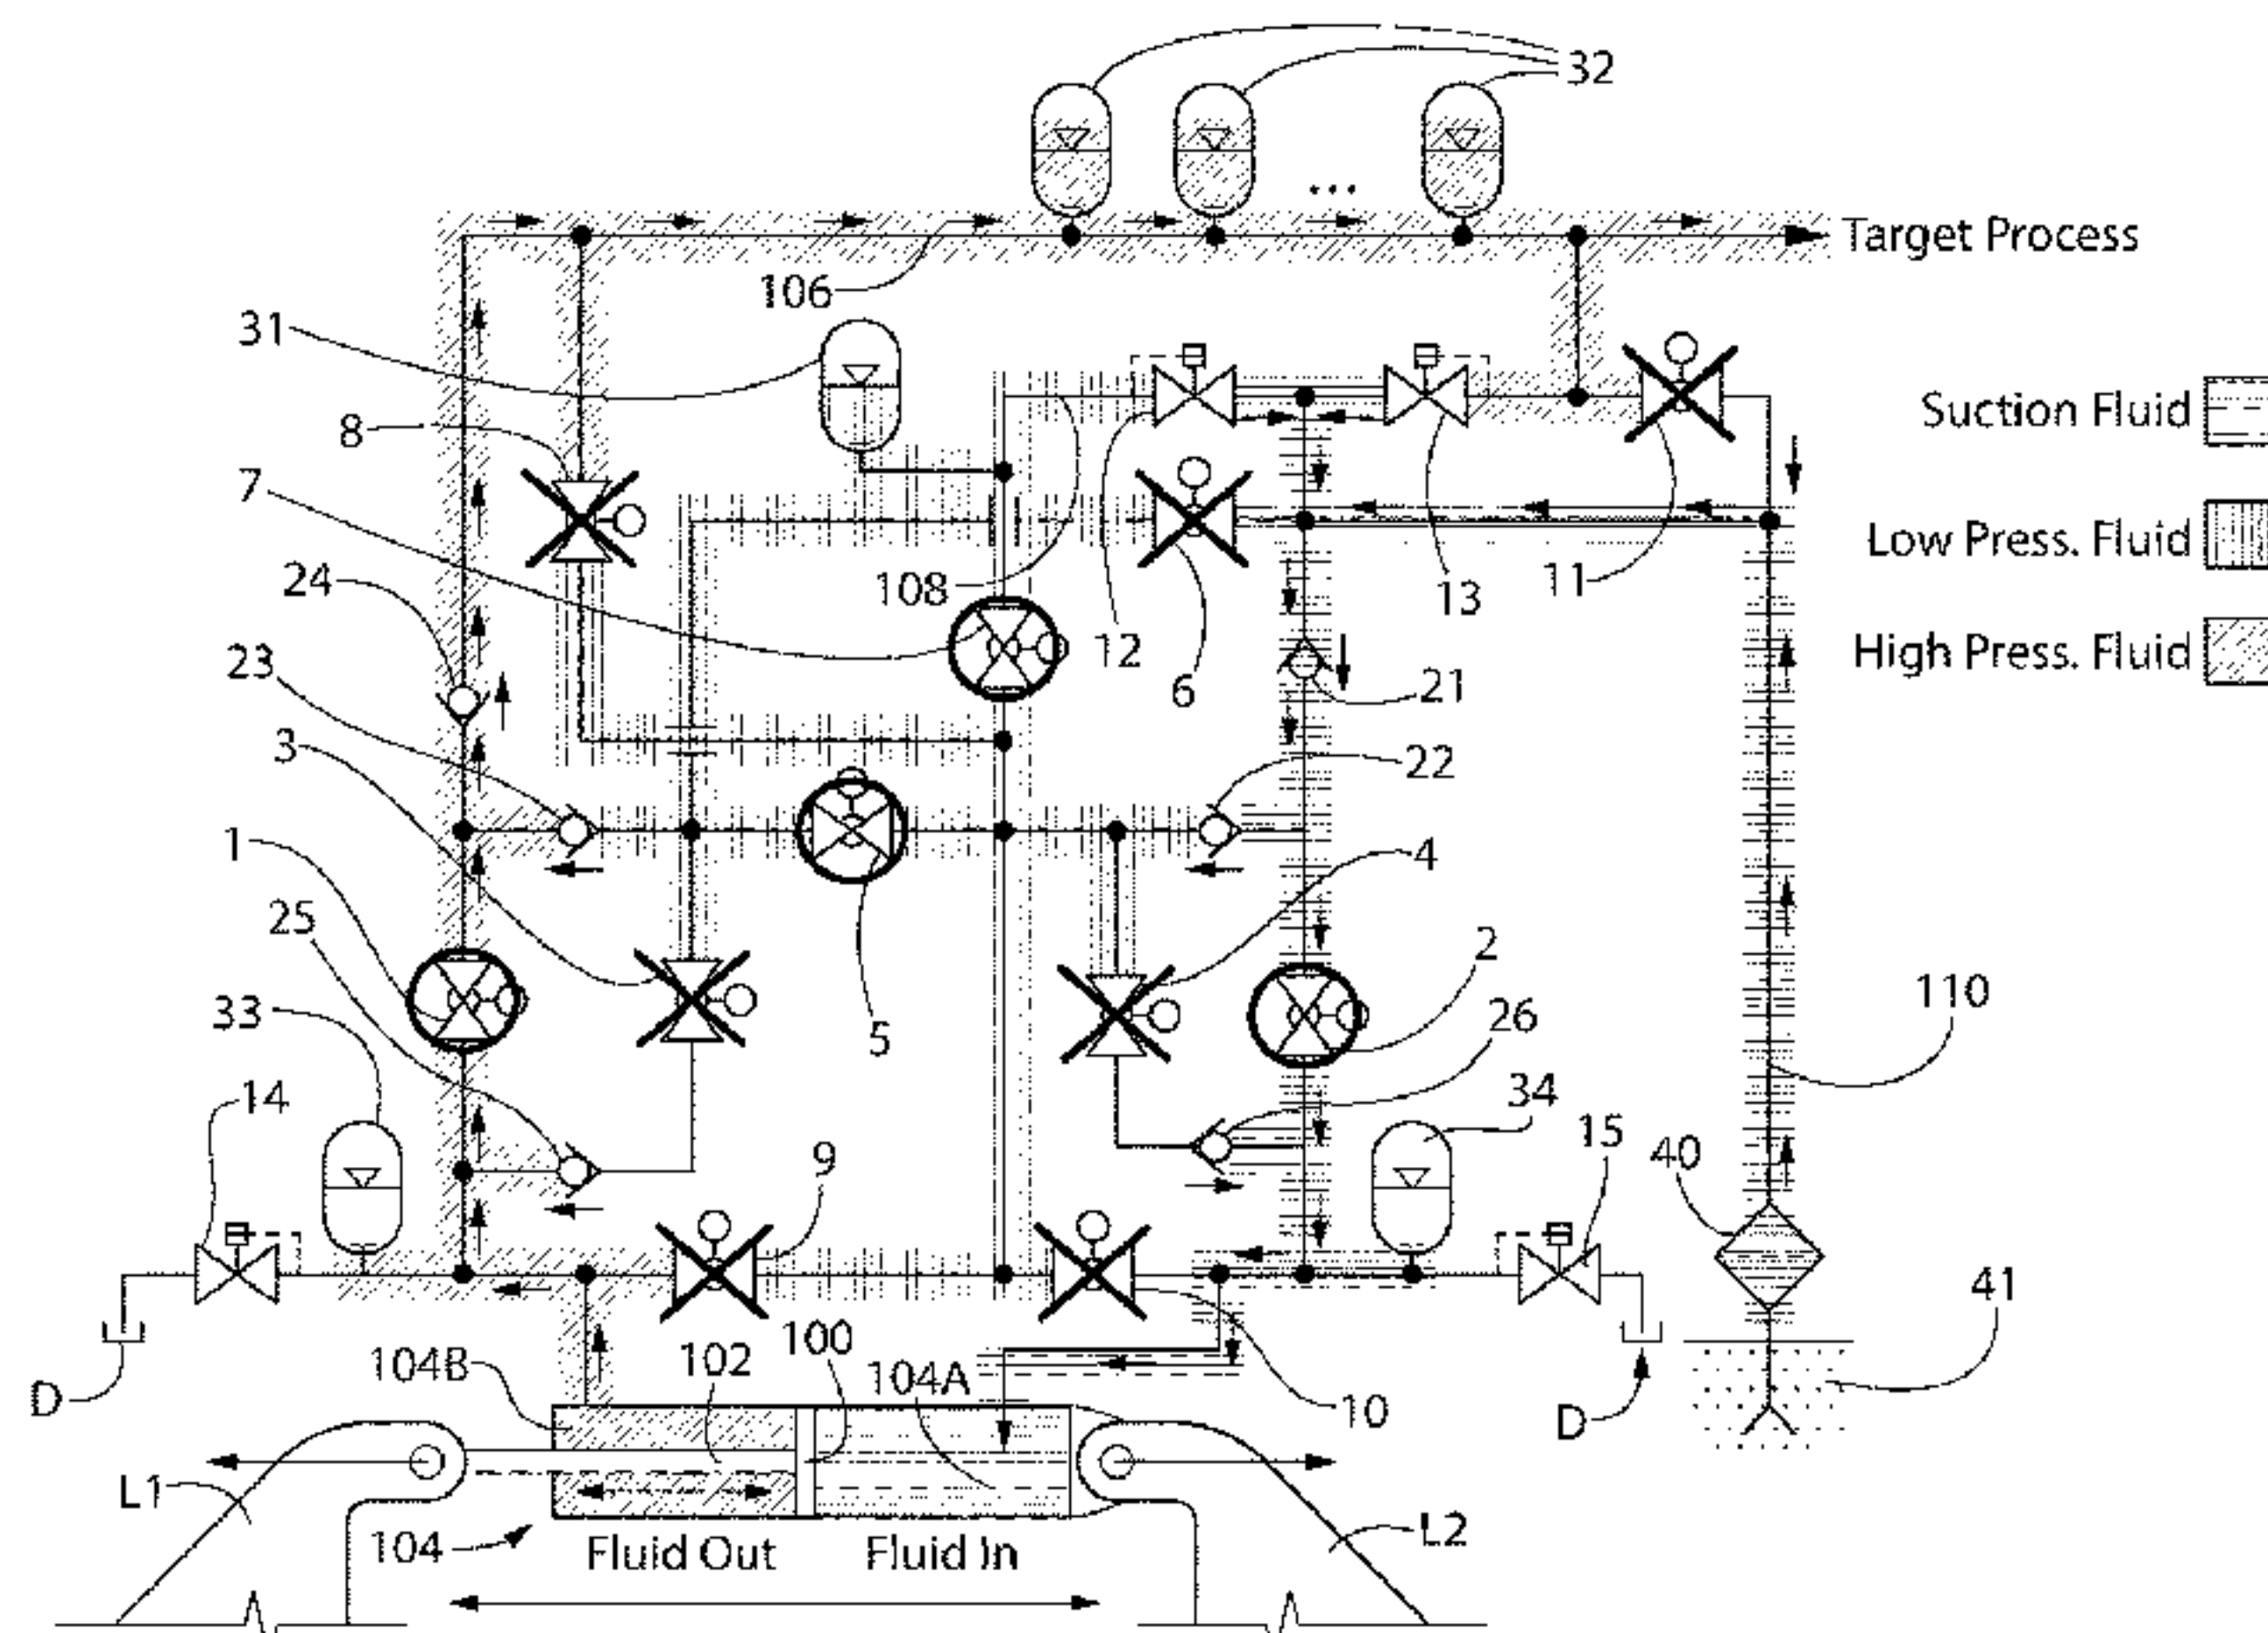 32
Target Process
106
31
8
7
Suction Fluid
Low Press. Fluid
High Press. Fluid
24
108
12
13
11
6
21
23
3
22
1
4
25
2
5
33
26
110
14
34
9
15
40
41
104B
102
100
104A
D
10
D
L1
L2
104
Fluid Out
Fluid In